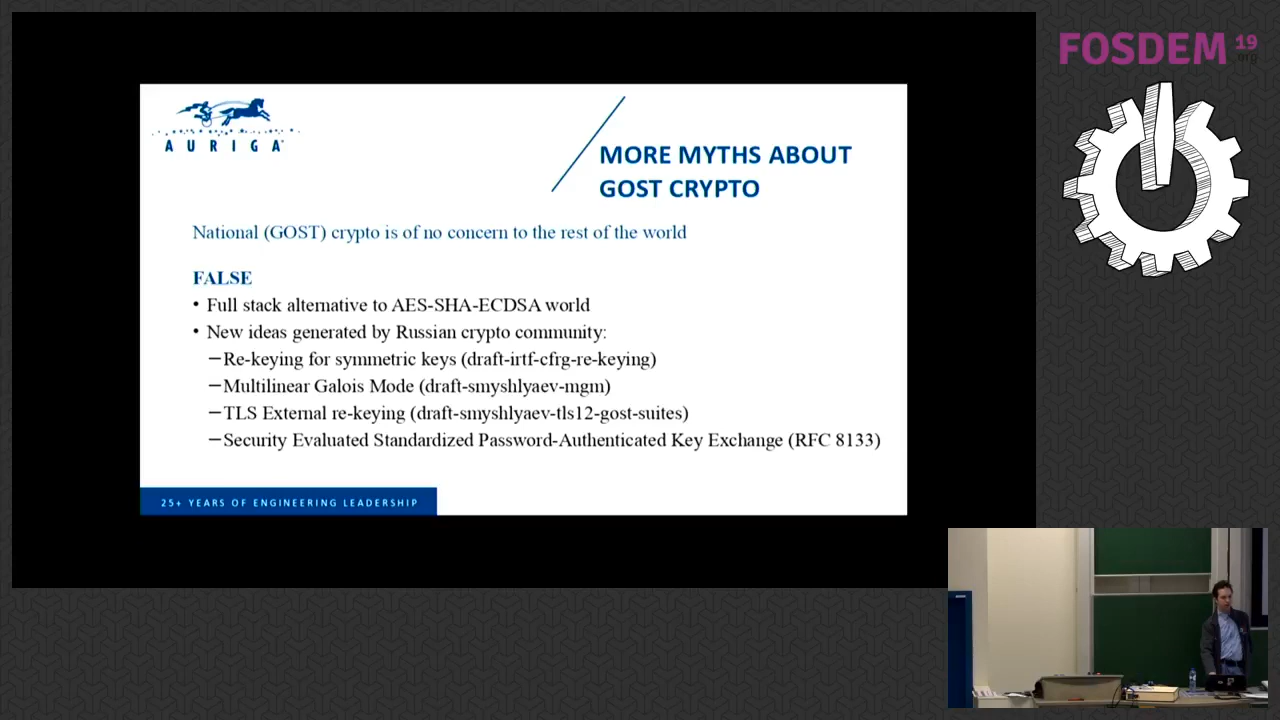 FOSDEM 19
.org
AURIGA
MORE MYTHS ABOUT
GOST CRYPTO
National (GOST) crypto is of no concern to the rest of the world
FALSE
• Full stack alternative to AES-SHA-ECDSA world
• New ideas generated by Russian crypto community:
–Re-keying for symmetric keys (draft-irtf-cfrg-re-keying)
–Multilinear Galois Mode (draft-smyshlyaev-mgm)
–TLS External re-keying (draft-smyshlyaev-tls12-gost-suites)
–Security Evaluated Standardized Password-Authenticated Key Exchange (RFC 8133)
25+ YEARS OF ENGINEERING LEADERSHIP